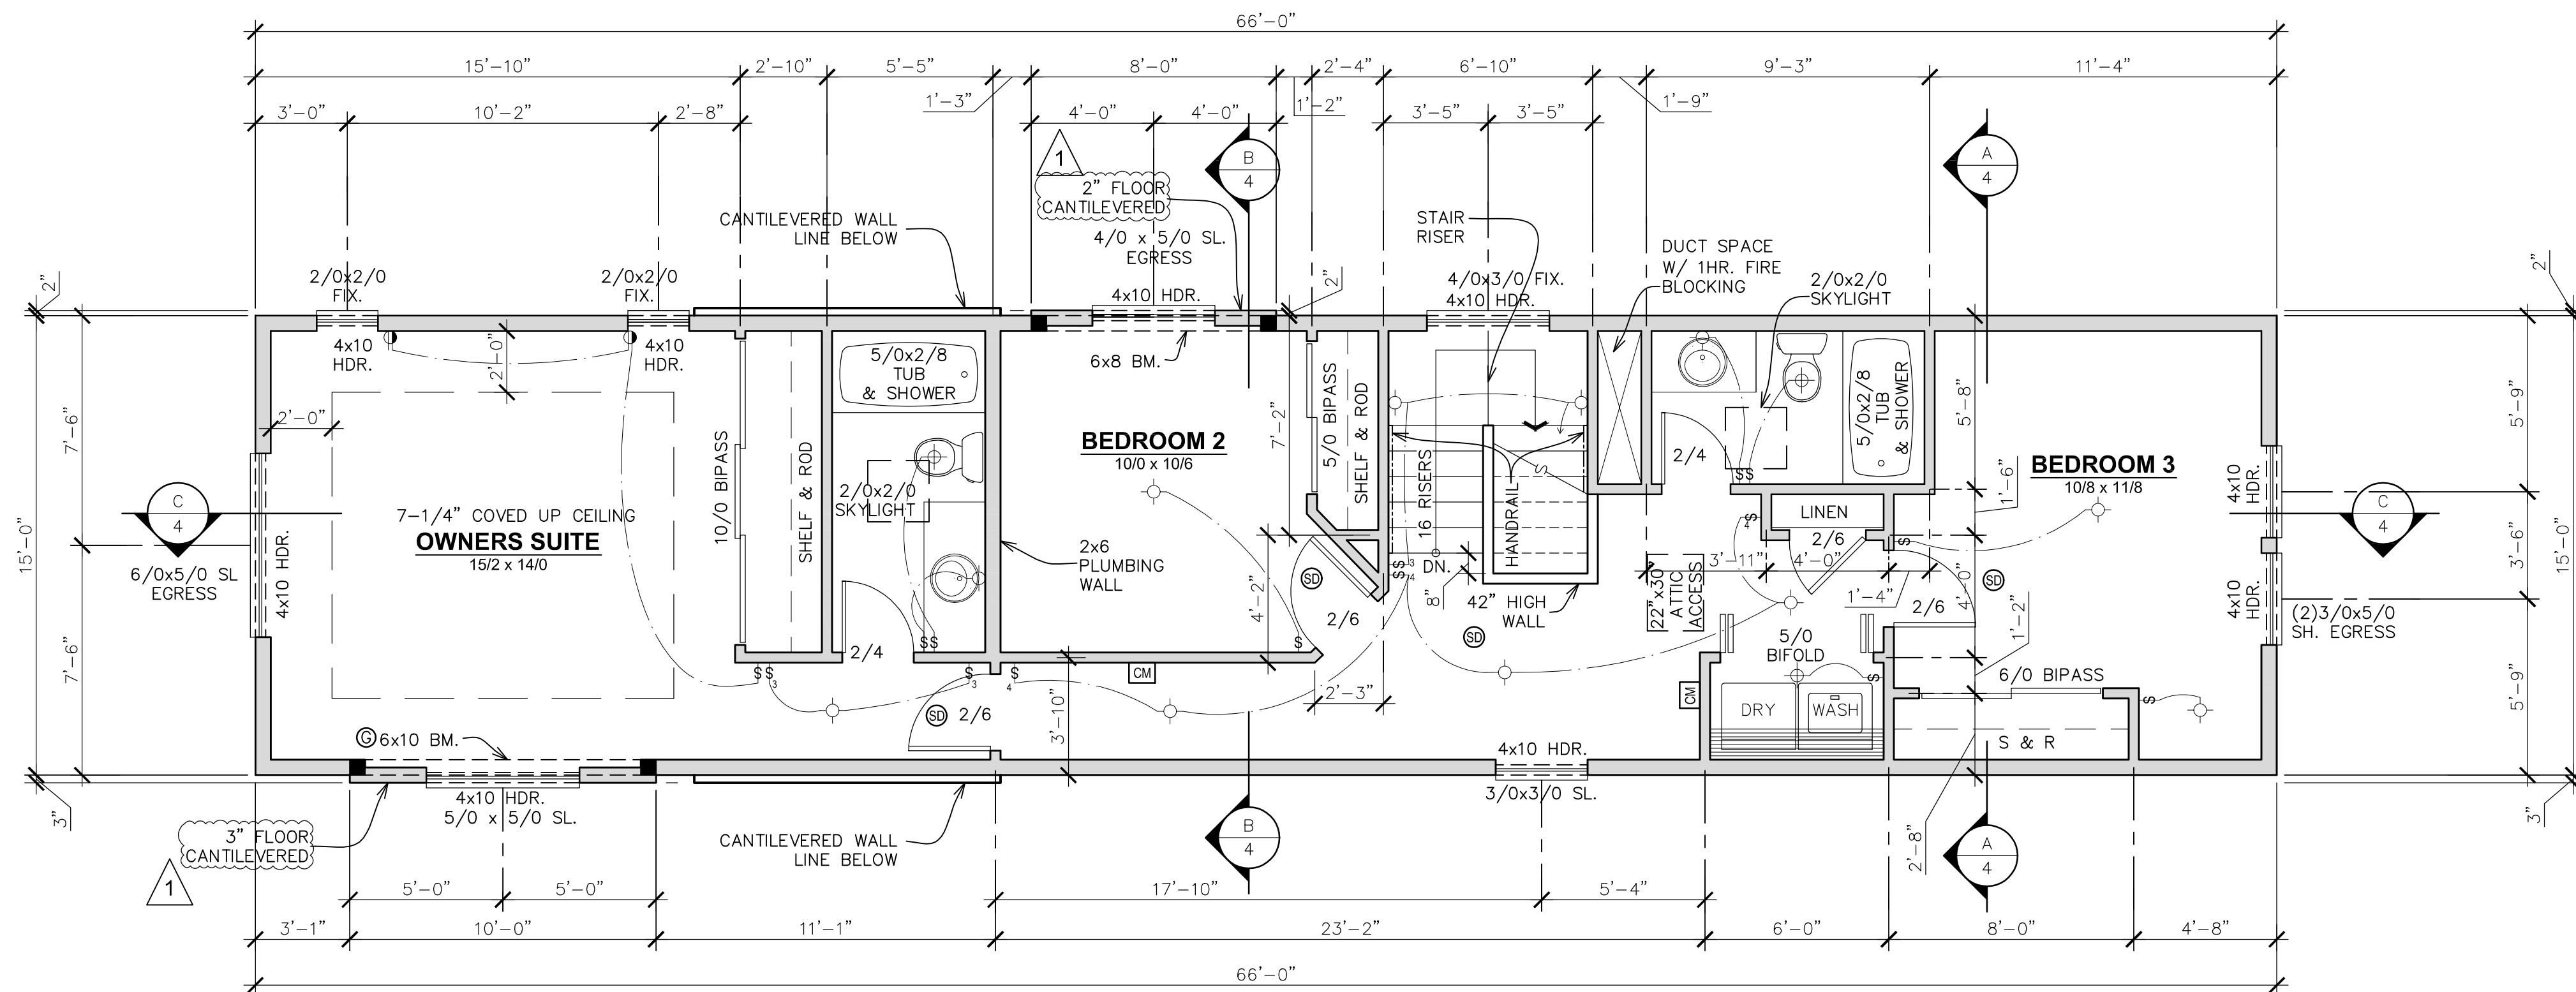 66'-0"
15'-10"
2'-10"
5'-5"
1'-3"
8'-0"
1'-2"
2'-4"
6'-10"
1'-9"
9'-3"
11'-4"
3'-0"
10'-2"
2'-8"
4'-0"
4'-0"
3'-5"
3'-5"
1
2" FLOOR
CANTILEVERED
B
4
A
4
CANTILEVERED WALL
LINE BELOW
4/0 x 5/0 SL.
EGRESS
STAIR
RISER
DUCT SPACE
W/ 1HR. FIRE
BLOCKING
2/0x2/0
SKYLIGHT
2/0x2/0
FIX.
2/0x2/0
FIX.
4x10 HDR.
2"
4/0x3/0 FIX.
4x10 HDR.
2"
2"
4x10
HDR.
4x10
HDR.
2'-0"
2'-0"
6x8 BM.
5/0x2/8
TUB
& SHOWER
5/0x2/8
TUB
& SHOWER
15'-0"
7'-6"
7'-6"
10/0 BIPASS
SHELF & ROD
2/0x2/0
SKYLIGHT
BEDROOM 2
10/0 x 10/6
7'-2"
5/0 BIPASS
SHELF & ROD
16 RISERS
HANDRAIL
DN.
8"
S
2/4
$$
5'-8"
1'-6"
BEDROOM 3
10/8 x 11/8
4x10
HDR.
4x10
HDR.
5'-9"
3'-6"
5'-9"
15'-0"
C
4
C
4
7-1/4" COVED UP CEILING
OWNERS SUITE
15/2 x 14/0
6/0x5/0 SL
EGRESS
4x10 HDR.
2x6
PLUMBING
WALL
LINEN
2/6
$4
$
3'-11"
4'-0"
1'-4"
4'-0"
1'-2"
SD
SD
SD
SD
2/6
2/6
(2)3/0x5/0
SH. EGRESS
22"x30"
ATTIC
ACCESS
42" HIGH
WALL
$$
3
4
4'-2"
$
2/4
$$
$$3
$3
$4
CM
2'-3"
5/0
BIFOLD
$
CM
DRY
WASH
6/0 BIPASS
$
S & R
2/6
3'-10"
G
6x10 BM.
4x10 HDR.
5/0 x 5/0 SL.
4x10 HDR.
3/0x3/0 SL.
3"
3"
3" FLOOR
CANTILEVERED
1
CANTILEVERED WALL
LINE BELOW
B
4
A
4
2'-8"
5'-0"
5'-0"
17'-10"
5'-4"
3'-1"
10'-0"
11'-1"
23'-2"
6'-0"
8'-0"
4'-8"
66'-0"